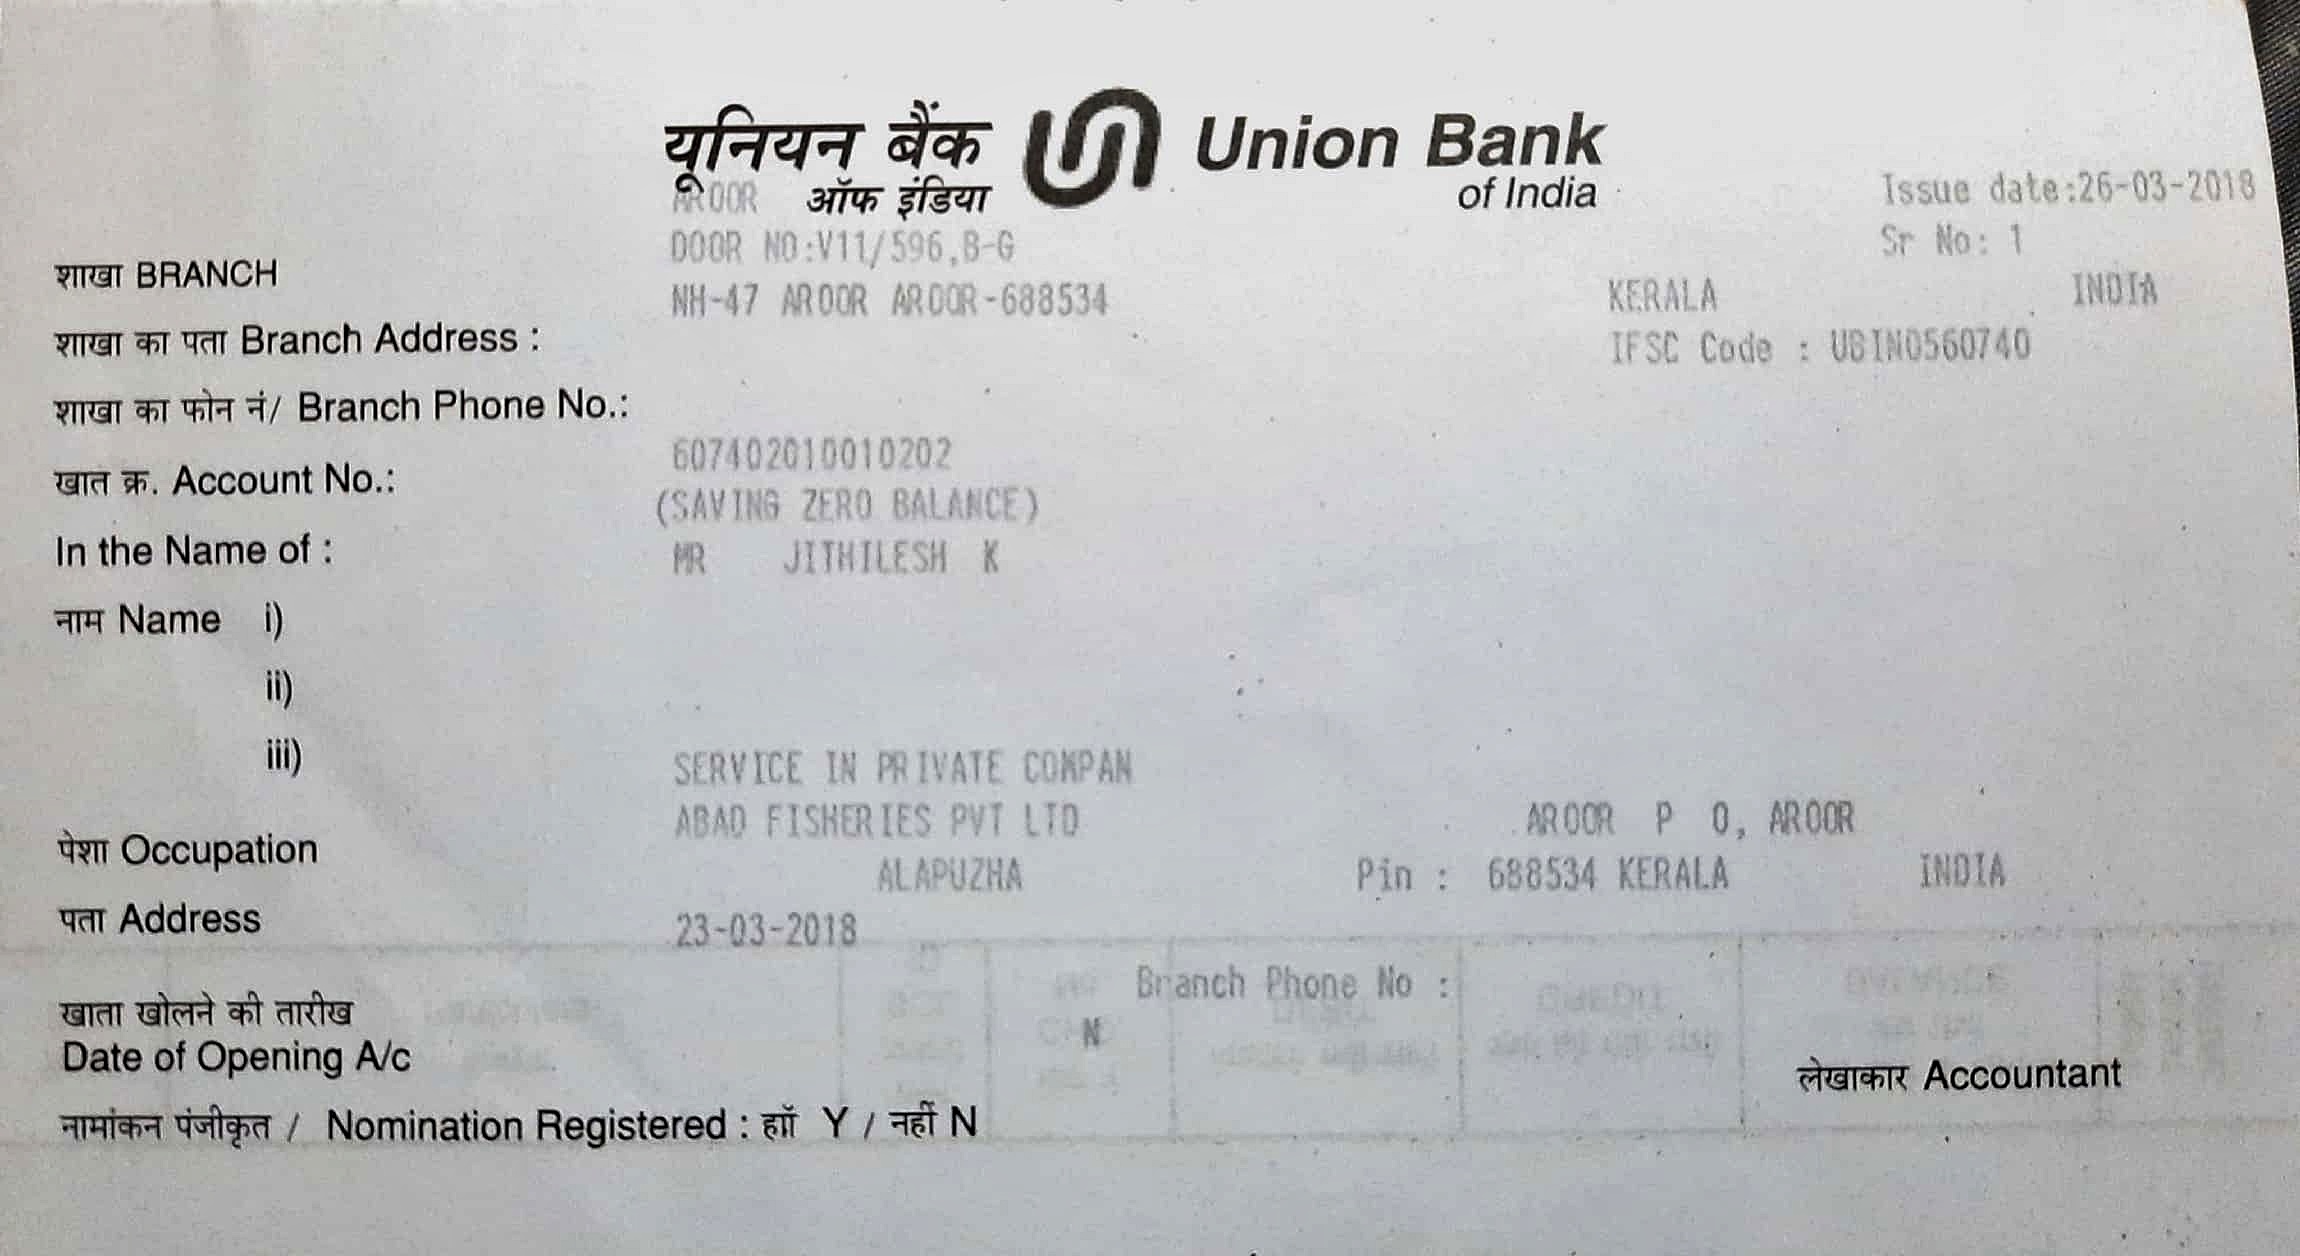 यूनियन बैंक Union Bank
AROOR ऑफ इंडिया of India
Issue date:26-03-2018
DOOR NO:V11/596,B-G Sr No: 1
शाखा BRANCH
NH-47 AROOR AROOR-688534 KERALA INDIA
शाखा का पता Branch Address :
IFSC Code : UBIN0560740
शाखा का फोन नं/ Branch Phone No.:
607402010010202
खात क्र. Account No.:
(SAVING ZERO BALANCE)
In the Name of :
MR JITHILESH K
नाम Name i)
ii)
iii)
SERVICE IN PRIVATE COMPAN
ABAD FISHERIES PVT LTD AROOR P O, AROOR
पेशा Occupation
ALAPUZHA Pin : 688534 KERALA INDIA
पता Address
23-03-2018
Branch Phone No :
खाता खोलने की तारीख
N
Date of Opening A/c
लेखाकार Accountant
नामांकन पंजीकृत / Nomination Registered : हाॅं Y / नहीं N